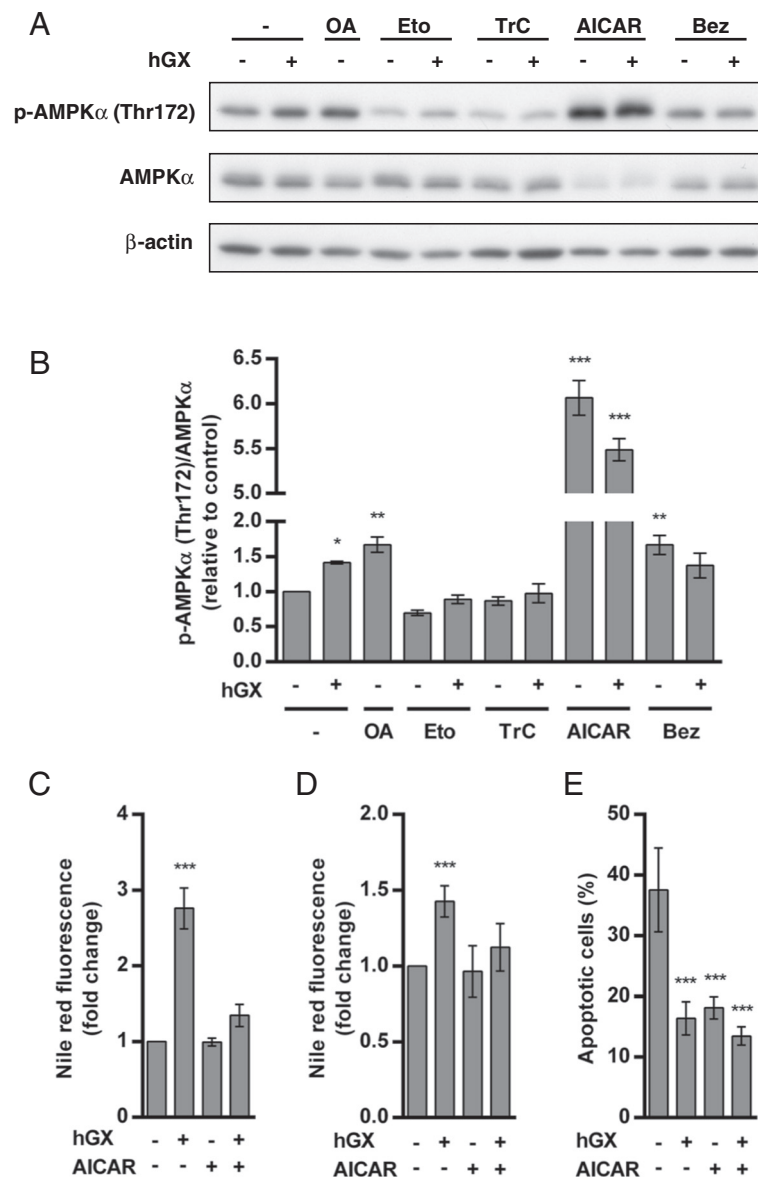 A
- OA Eto TrC AICAR Bez
hGX - + - - + - + - + - +
p-AMPKα (Thr172)
AMPKα
β-actin
B
p-AMPKα (Thr172)/AMPKα
(relative to control)
6.5
6.0
5.5
5.0
2.0
1.5
1.0
0.5
0.0
* ** *** *** **
hGX - + - - + - + - + - +
- OA Eto TrC AICAR Bez
C
Nile red fluorescence
(fold change)
4
3
2
1
0
***
hGX - + - +
AICAR - - + +
D
Nile red fluorescence
(fold change)
2.0
1.5
1.0
0.5
0.0
***
hGX - + - +
AICAR - - + +
E
Apoptotic cells (%)
50
40
30
20
10
0
*** *** ***
hGX - + - +
AICAR - - + +